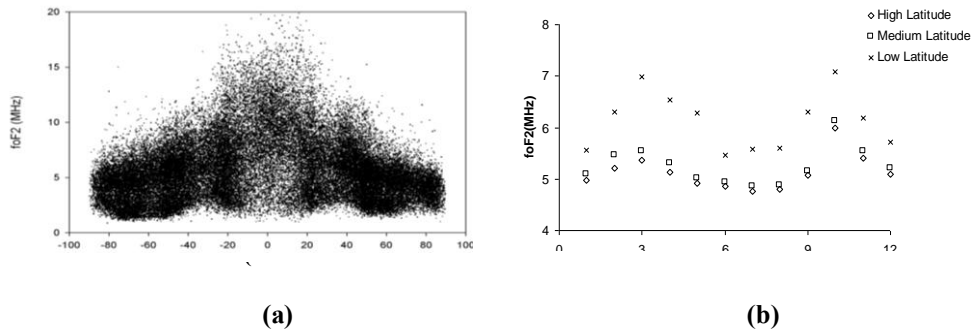 20
15
10
5
0
foF2 (MHz)
-100 -80 -60 -40 -20 0 20 40 60 80 100
(a)
High Latitude
Medium Latitude
Low Latitude
8
7
6
5
4
foF2(MHz)
0 3 6 9 12
(b)